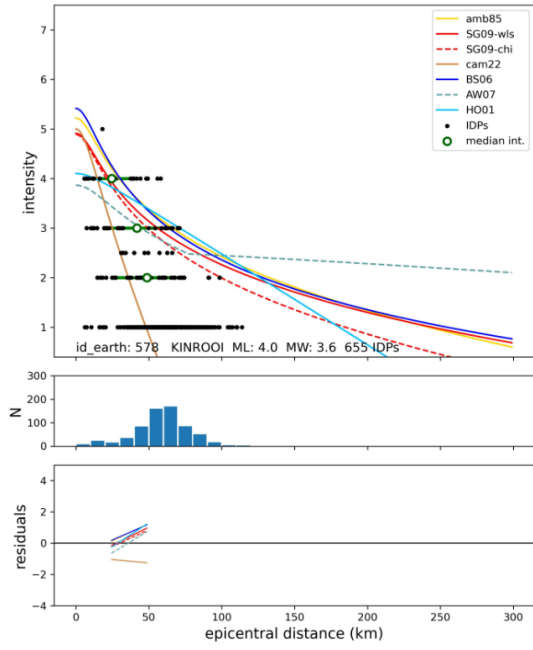 7
6
5
4
3
2
1
intensity
amb85
SG09-wls
SG09-chi
cam22
BS06
AW07
HO01
IDPs
median int.
id_earth: 578 KINROOI ML: 4.0 MW: 3.6 655 IDPs
300
200
100
0
N
4
2
0
−2
−4
residuals
0 50 100 150 200 250 300
epicentral distance (km)